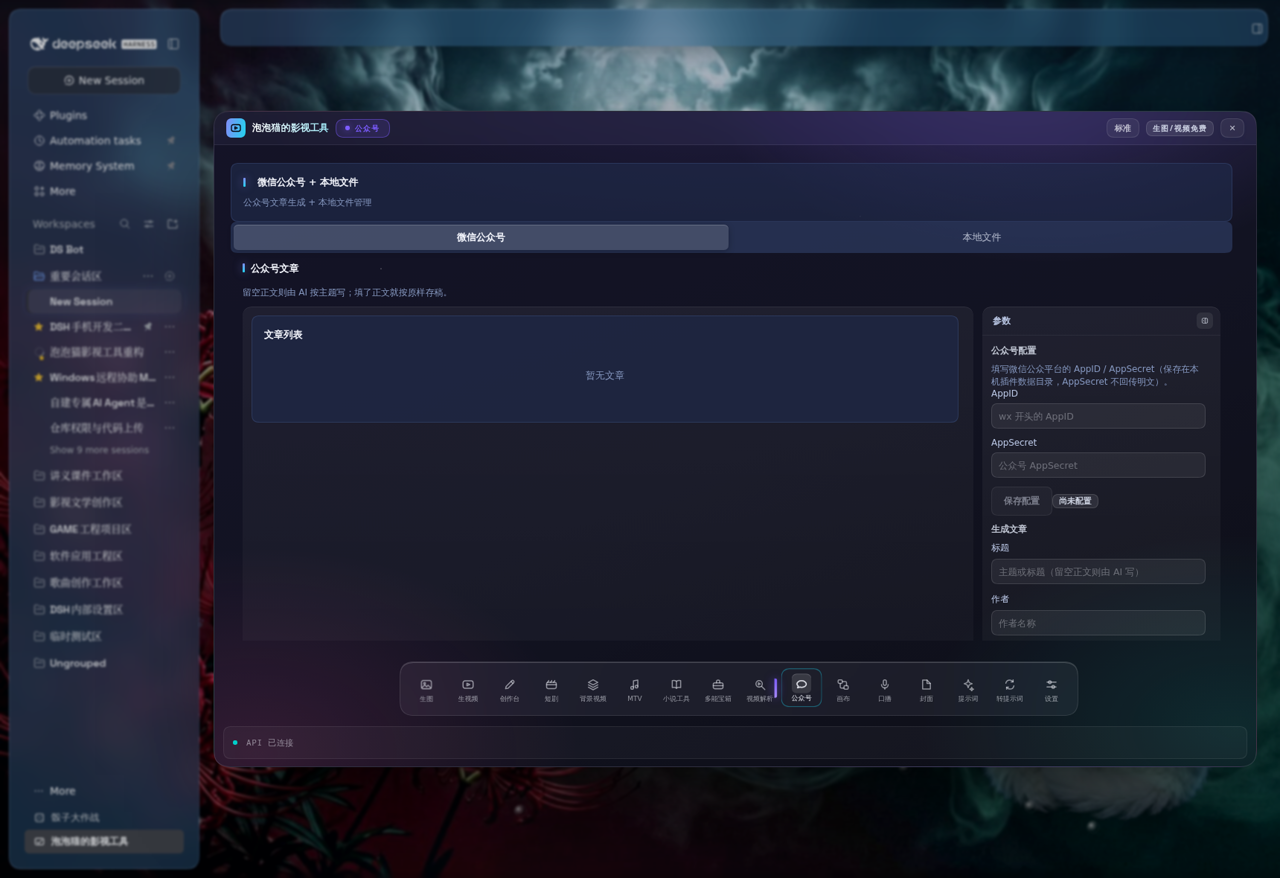 deepseek HARNESS
New Session
Plugins
Automation tasks
Memory System
More
Workspaces
DS Bot
重要会话区
New Session
DSH 手机开发二...
泡泡猫影视工具重构
Windows 远程协助 M...
自建专属 AI Agent 是...
仓库权限与代码上传
Show 9 more sessions
讲义课件工作区
影视文学创作区
GAME 工程项目区
软件应用工程区
歌曲创作工作区
DSH 内部设置区
临时测试区
Ungrouped
More
骰子大作战
泡泡猫的影视工具
泡泡猫的影视工具
公众号
标准
生图/视频免费
微信公众号 + 本地文件
公众号文章生成 + 本地文件管理
微信公众号
本地文件
公众号文章
留空正文则由 AI 按主题写；填了正文就按原样存稿。
文章列表
暂无文章
参数
公众号配置
填写微信公众平台的 AppID / AppSecret（保存在本
机插件数据目录，AppSecret 不回传明文）。
AppID
wx 开头的 AppID
AppSecret
公众号 AppSecret
保存配置
尚未配置
生成文章
标题
主题或标题（留空正文则由 AI 写）
作者
作者名称
生图
生视频
创作台
短剧
背景视频
MTV
小说工具
多能宝箱
视频解析
公众号
画布
口播
封面
提示词
转提示词
设置
API 已连接